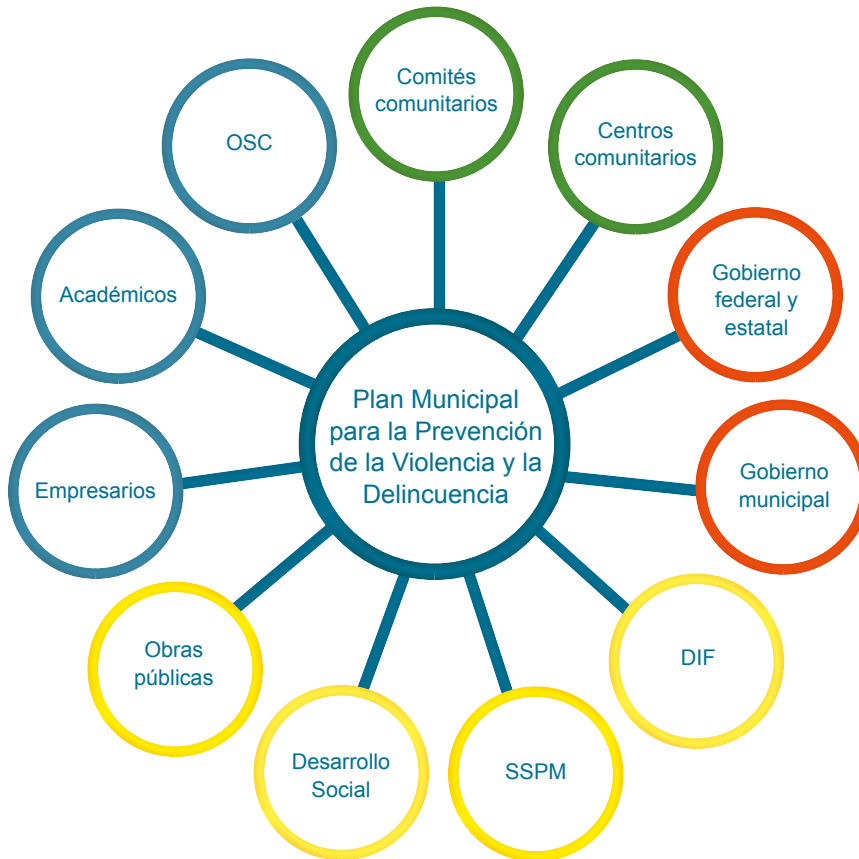 Comités
comunitarios
Centros
comunitarios
Gobierno
federal y
estatal
Gobierno
municipal
DIF
SSPM
Desarrollo
Social
Obras
públicas
Empresarios
Académicos
OSC
Plan Municipal
para la Prevención
de la Violencia y la
Delincuencia